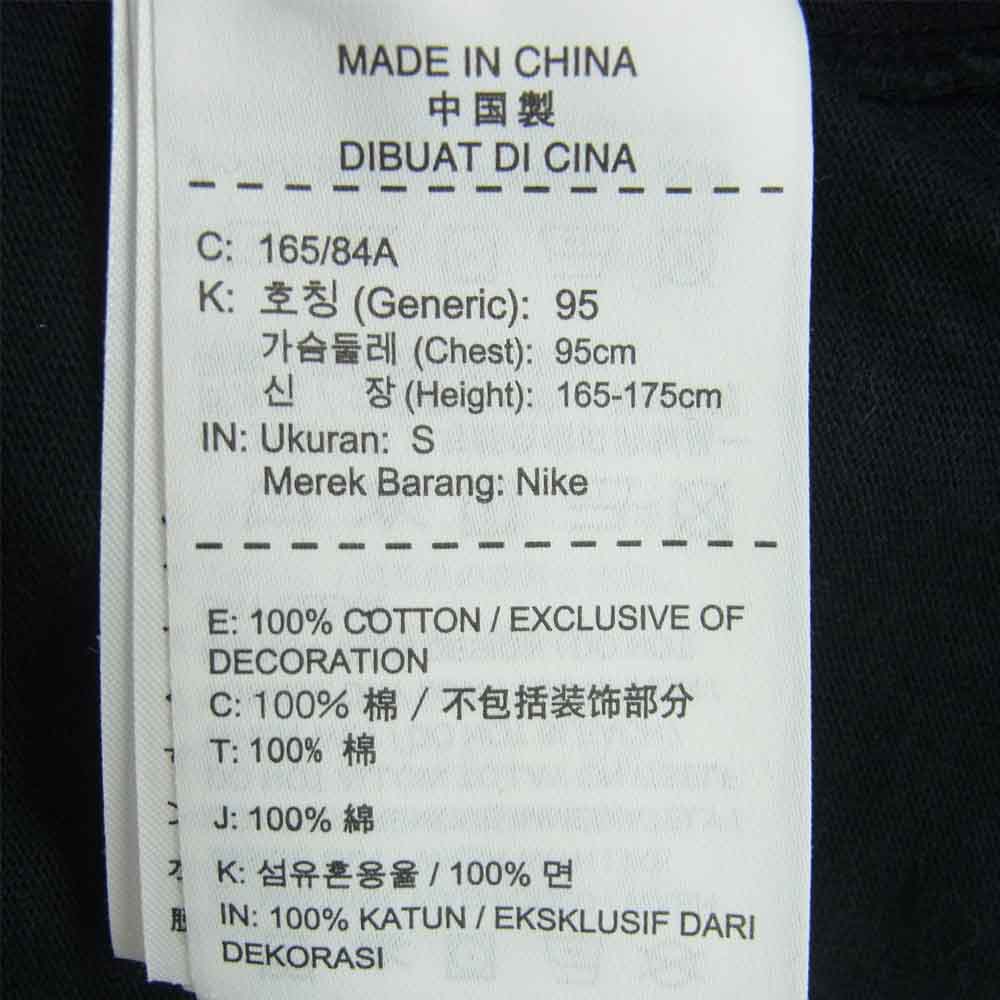 MADE IN CHINA
中国製
DIBUAT DI CINA
C: 165/84A
K: 호칭 (Generic): 95
가슴둘레 (Chest): 95cm
신 장 (Height): 165-175cm
IN: Ukuran: S
Merek Barang: Nike
E: 100% COTTON / EXCLUSIVE OF
DECORATION
C: 100% 棉 / 不包括装饰部分
T: 100% 棉
J: 100% 綿
K: 섬유혼용율 / 100% 면
IN: 100% KATUN / EKSKLUSIF DARI
DEKORASI